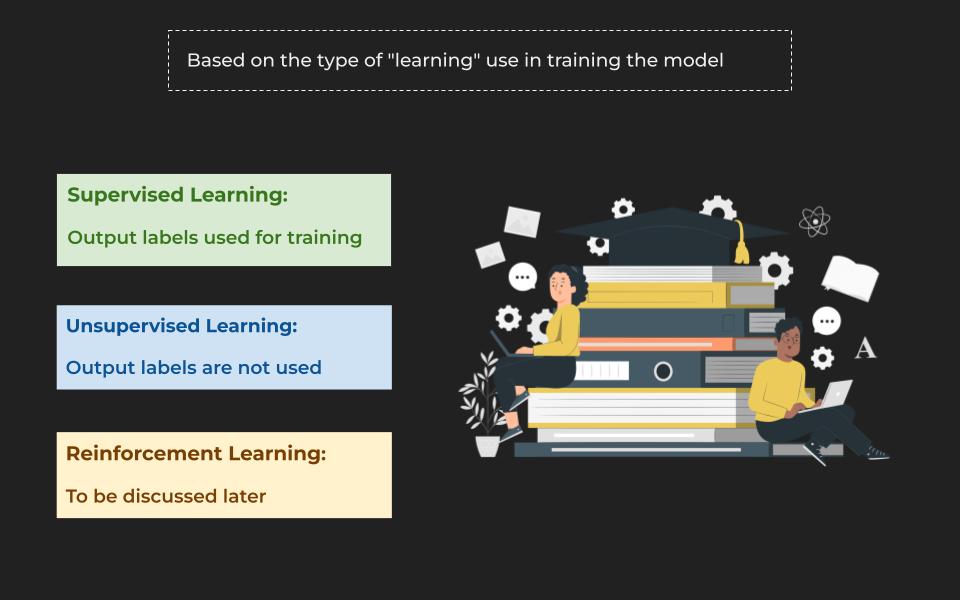 Based on the type of "learning" use in training the model
Supervised Learning:
Output labels used for training
Unsupervised Learning:
Output labels are not used
Reinforcement Learning:
To be discussed later
A